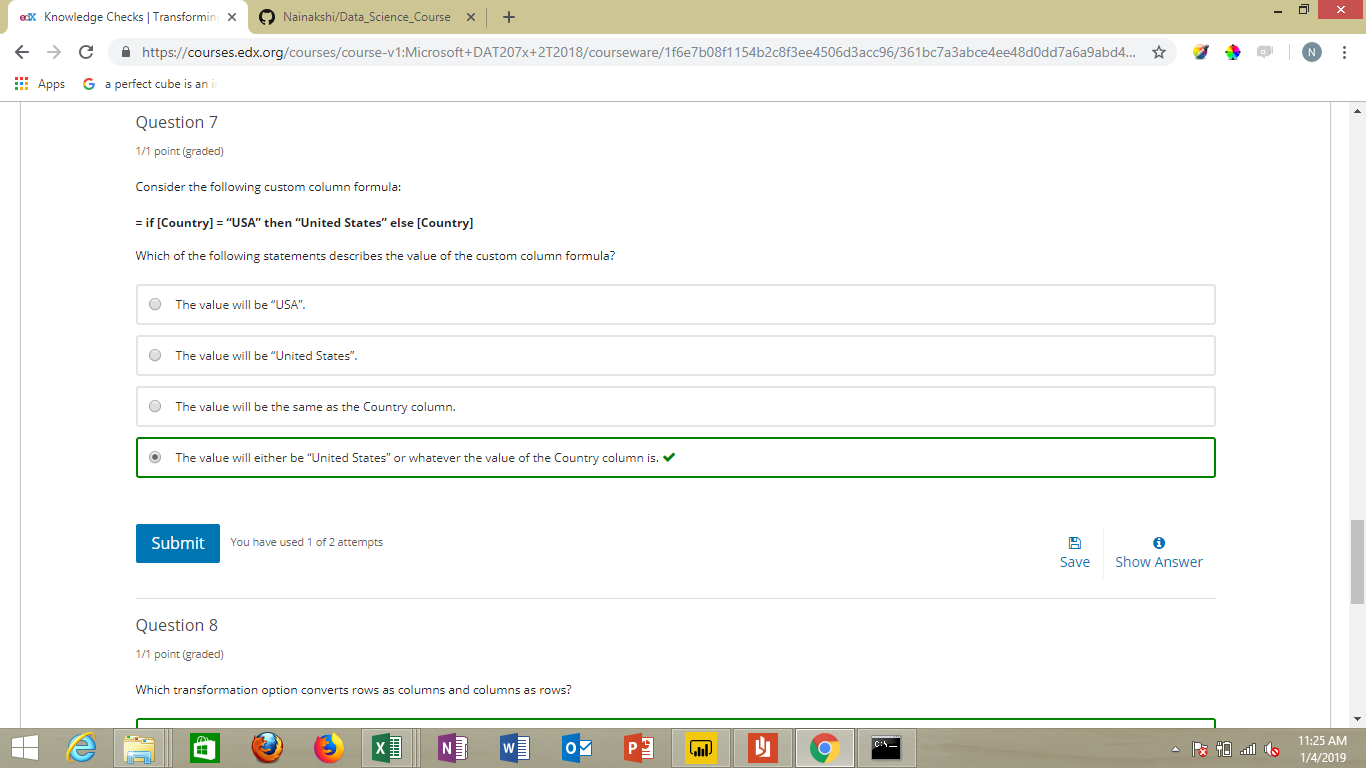 edX Knowledge Checks | Transformin
Nainakshi/Data_Science_Course
https://courses.edx.org/courses/course-v1:Microsoft+DAT207x+2T2018/courseware/1f6e7b08f1154b2c8f3ee4506d3acc96/361bc7a3abce4ee48d0dd7a6a9abd4...
N
Apps
a perfect cube is an i
Question 7
1/1 point (graded)
Consider the following custom column formula:
= if [Country] = “USA” then “United States” else [Country]
Which of the following statements describes the value of the custom column formula?
The value will be “USA”.
The value will be “United States”.
The value will be the same as the Country column.
The value will either be “United States” or whatever the value of the Country column is.
Submit
You have used 1 of 2 attempts
Save
Show Answer
Question 8
1/1 point (graded)
Which transformation option converts rows as columns and columns as rows?
11:25 AM
1/4/2019